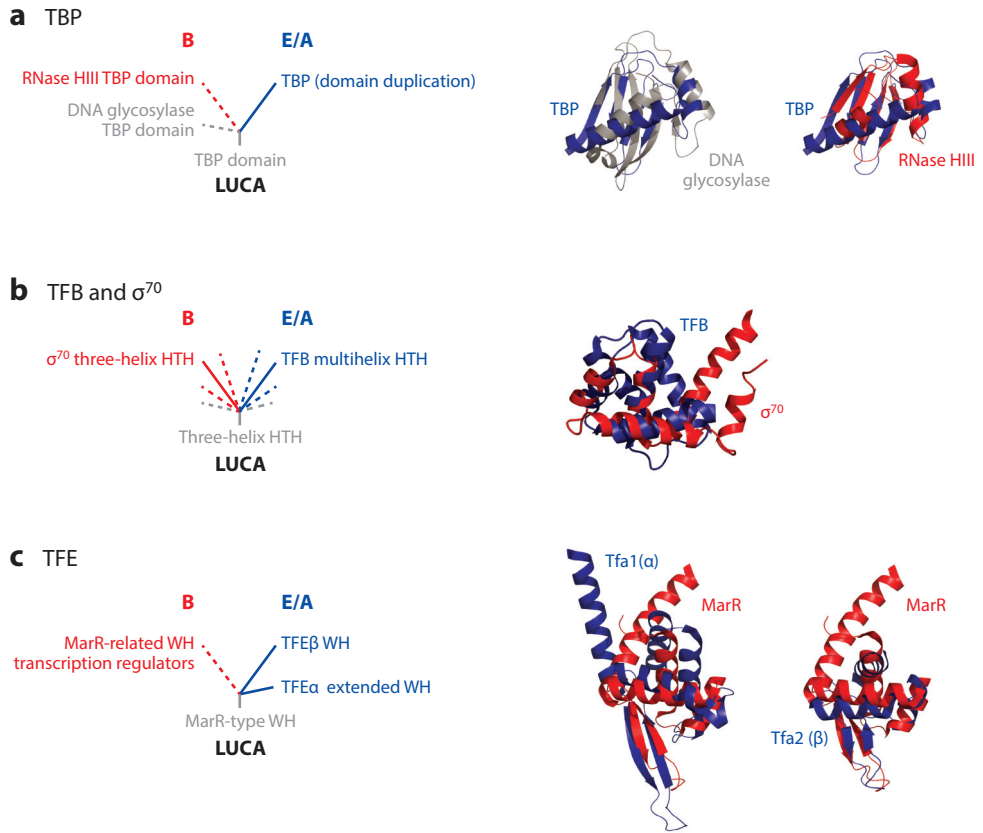 a TBP
B E/A
RNase HIII TBP domain
TBP (domain duplication)
DNA glycosylase
TBP domain
TBP domain
LUCA
TBP
DNA
glycosylase
TBP
RNase HIII
b TFB and σ⁷⁰
B E/A
σ⁷⁰ three-helix HTH
TFB multihelix HTH
Three-helix HTH
LUCA
TFB
σ⁷⁰
c TFE
B E/A
MarR-related WH
transcription regulators
TFEβ WH
TFEα extended WH
MarR-type WH
LUCA
Tfa1(α)
MarR
MarR
Tfa2 (β)